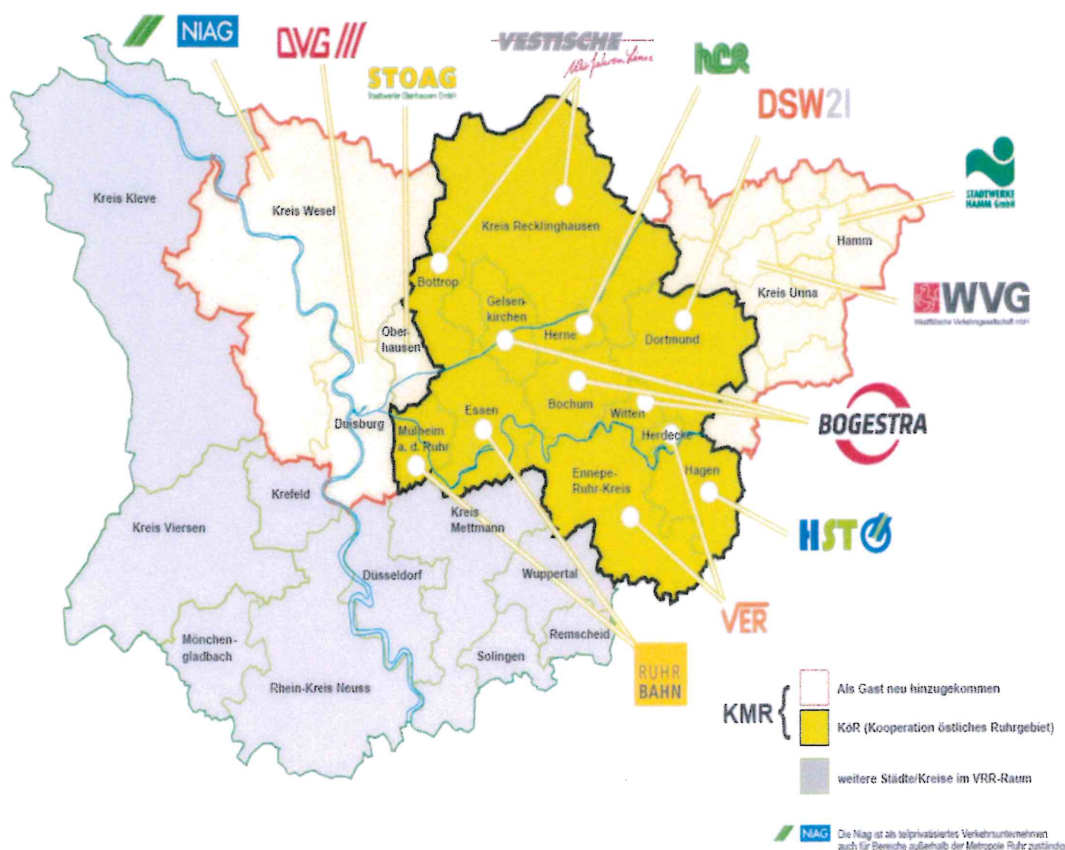 NIAG
DVG
STOAG
Stadtwerke Oberhausen GmbH
VESTISCHE
Wir fahren Linie
hcr
DSW21
STADTWERKE
HAMM GmbH
WVG
Westfälische Verkehrsgesellschaft mbH
BOGESTRA
HST
VER
RUHR
BAHN
Kreis Kleve
Kreis Wesel
Kreis Recklinghausen
Hamm
Kreis Unna
Bottrop
Gelsen-
kirchen
Ober-
hausen
Herne
Dortmund
Duisburg
Essen
Bochum
Witten
Mülheim
a. d. Ruhr
Herdecke
Ennepe-
Ruhr-Kreis
Hagen
Krefeld
Kreis Viersen
Kreis
Mettmann
Düsseldorf
Wuppertal
Mönchen-
gladbach
Remscheid
Solingen
Rhein-Kreis Neuss
KMR {
Als Gast neu hinzugekommen
KöR (Kooperation östliches Ruhrgebiet)
weitere Städte/Kreise im VRR-Raum
NIAG Die Niag ist als teilprivatisiertes Verkehrsunternehmen
auch für Bereiche außerhalb der Metropole Ruhr zuständig